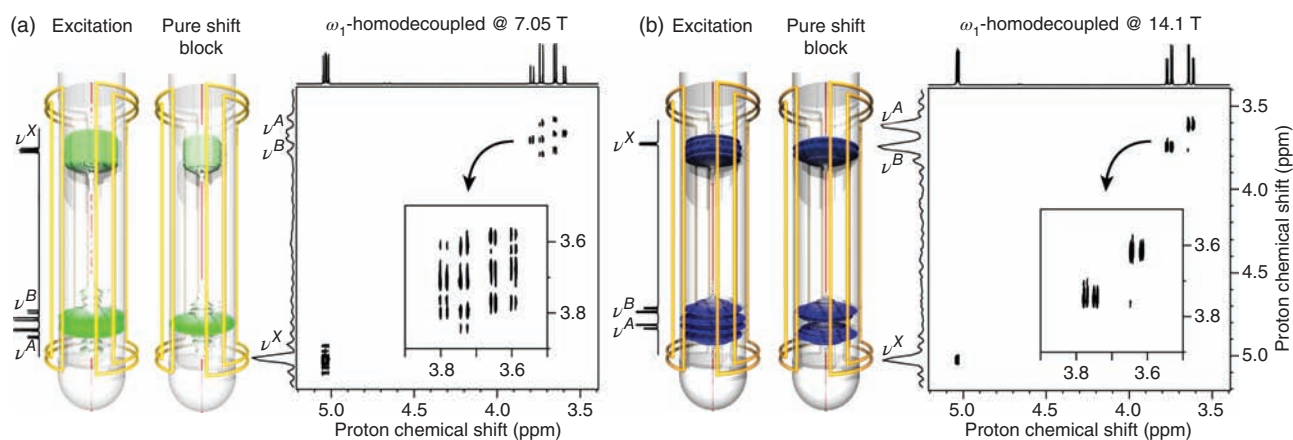 (a) Excitation Pure shift block ω1-homodecoupled @ 7.05 T
νX
νB
νA
νA
νB
νX
3.6
3.8
3.8 3.6
5.0 4.5 4.0 3.5
Proton chemical shift (ppm)
(b) Excitation Pure shift block ω1-homodecoupled @ 14.1 T
νX
νB
νA
νA
νB
νX
3.6
3.8
3.8 3.6
3.5
4.0
4.5
5.0
Proton chemical shift (ppm)
5.0 4.5 4.0 3.5
Proton chemical shift (ppm)